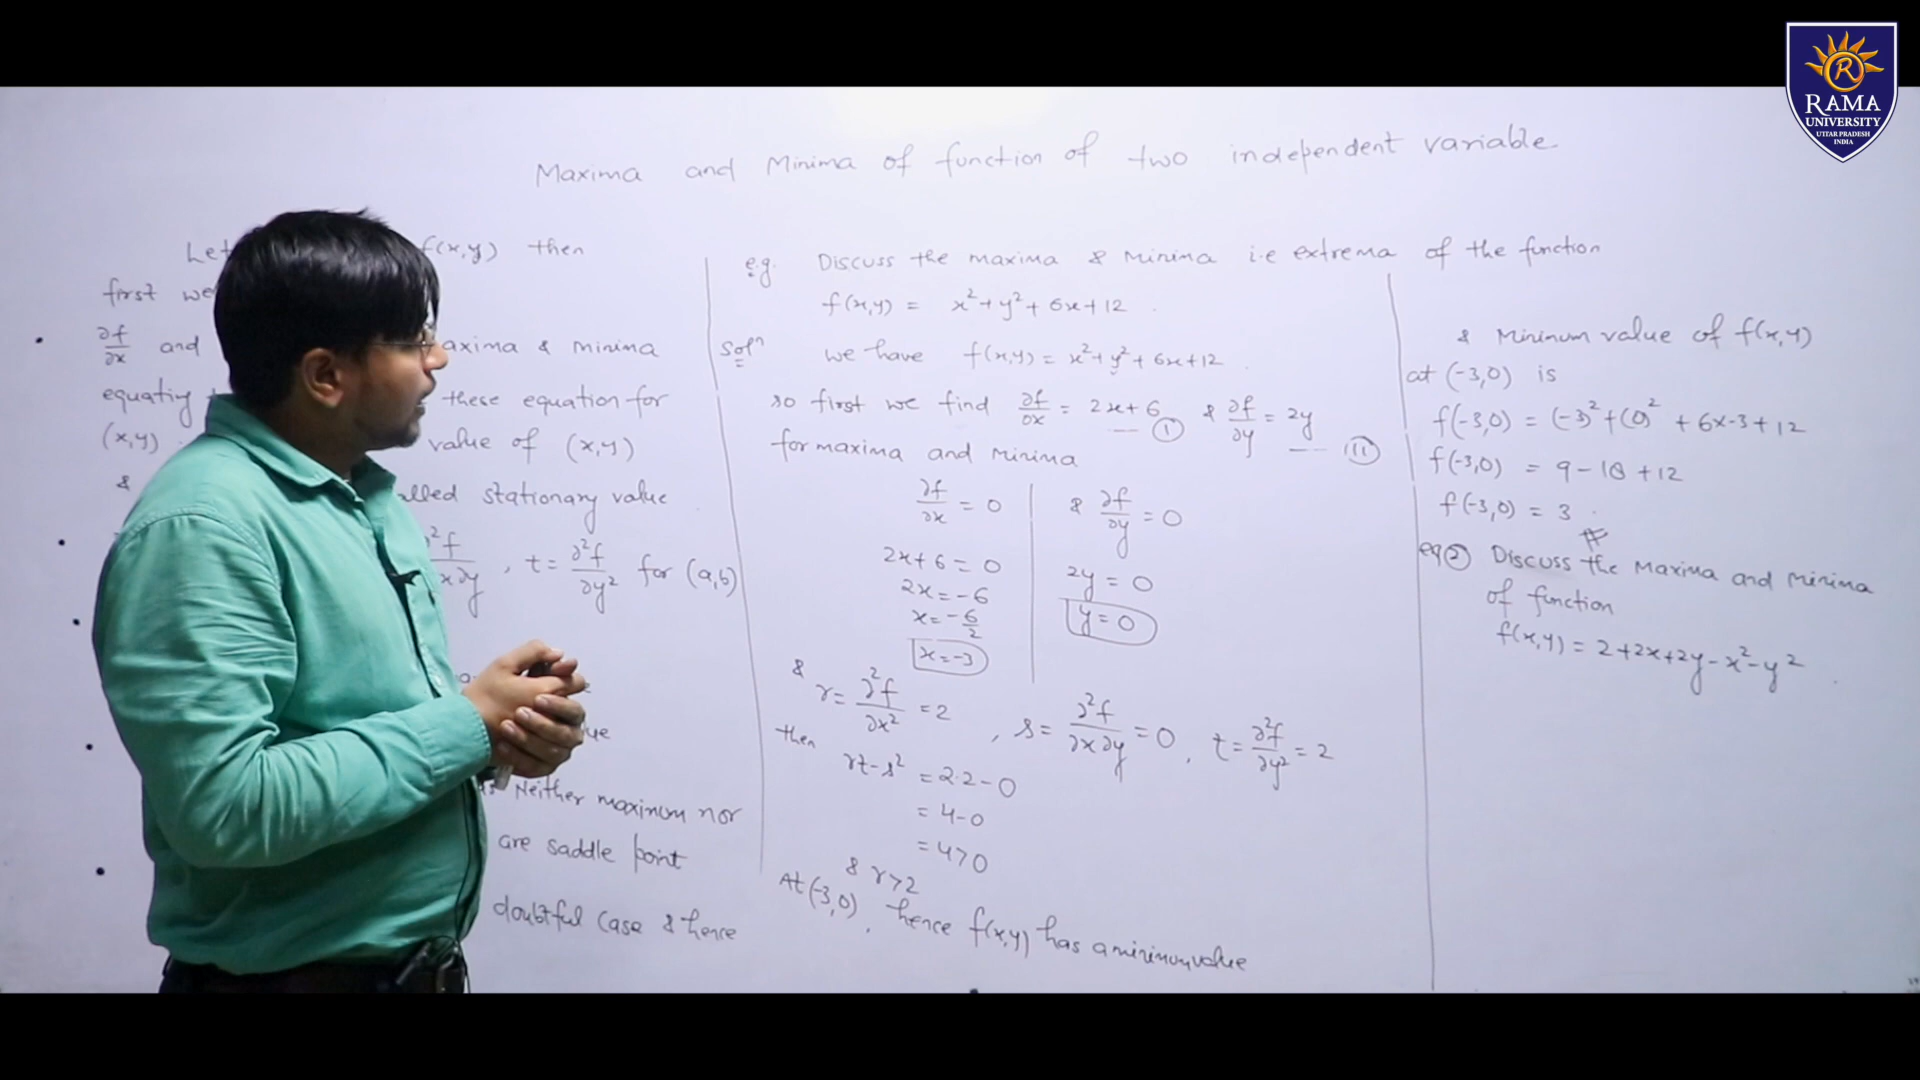 RAMA
UNIVERSITY
UTTAR PRADESH
INDIA
Maxima and Minima of function of two independent variable
Let f(x,y) then
first we
∂f/∂x and axima & minima
equating these equation for
(x,y) value of (x,y)
& alled stationary value
²f/x∂y , t = ∂²f/∂y² for (a,b)
Neither maximum nor
are saddle point
doubtful case & hence
e.g. Discuss the maxima & minima i.e extrema of the function
f(x,y) = x²+y²+6x+12 .
Solⁿ we have f(x,y) = x²+y²+6x+12 .
so first we find ∂f/∂x = 2x+6 --- (I) & ∂f/∂y = 2y --- (II)
for maxima and minima
∂f/∂x = 0 & ∂f/∂y = 0
2x+6 = 0 2y = 0
2x = -6 y = 0
x = -6/2
x = -3
& r = ∂²f/∂x² = 2 , s = ∂²f/∂x∂y = 0 , t = ∂²f/∂y² = 2
then rt-s² = 2.2-0
= 4-0
= 4>0
& r>2
At (-3,0) , hence f(x,y) has a minimum value
& Minimum value of f(x,y)
at (-3,0) is
f(-3,0) = (-3)²+(0)² + 6x-3+12
f(-3,0) = 9-18+12
f(-3,0) = 3 .
eg② Discuss the Maxima and Minima
of function
f(x,y) = 2+2x+2y-x²-y²